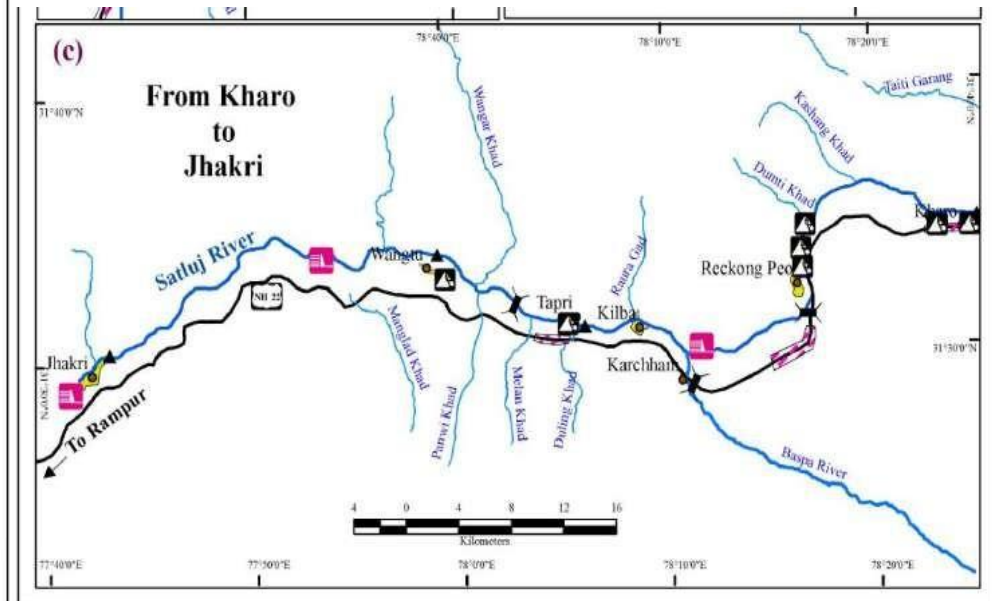 (c)
78°40'0"E
78°10'0"E
78°20'0"E
31°40'0"N
From Kharo
to
Jhakri
Wangar Khad
Taiti Garang
Kashang Khad
Dunti Khad
Kharo
Satluj River
Wangtu
Raura Gad
Reckong Peo
NH 22
Tapri
Kilba
Jhakri
Manglad Khad
Karchham
31°30'0"N
To Rampur
Panwi Khad
Melan Khad
Duling Khad
Baspa River
4 0 4 8 12 16
Kilometers
77°40'0"E
77°50'0"E
78°0'0"E
78°10'0"E
78°20'0"E